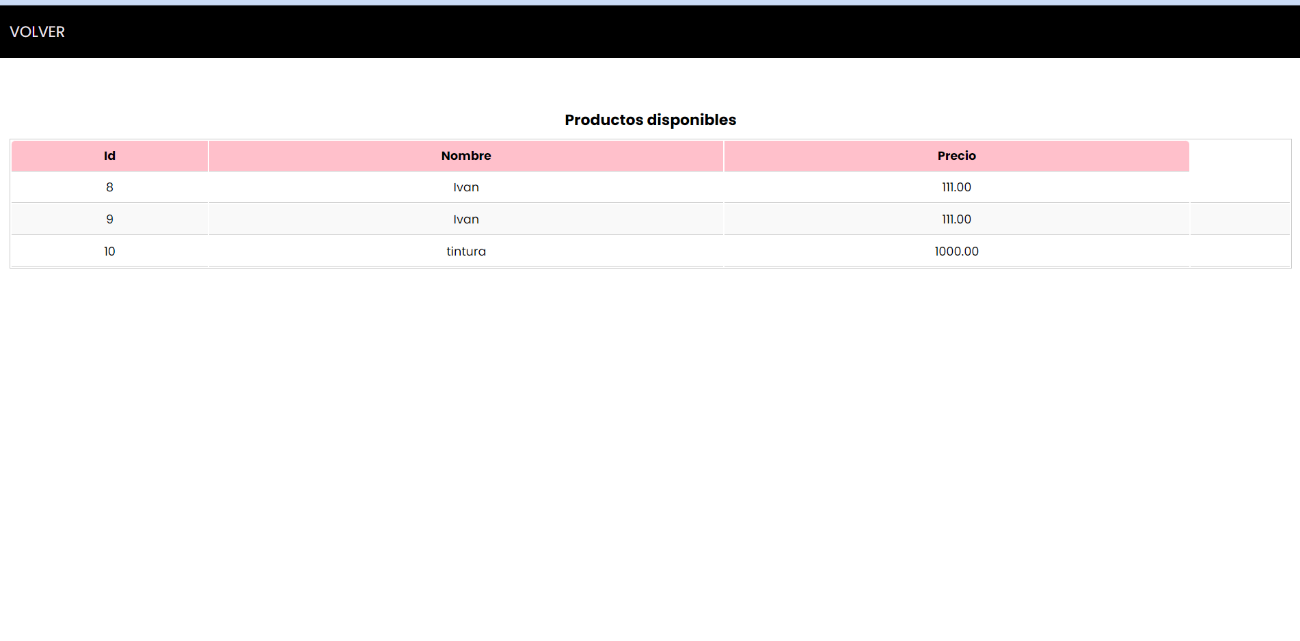 VOLVER
Productos disponibles
Id Nombre Precio
8 Ivan 111.00
9 Ivan 111.00
10 tintura 1000.00